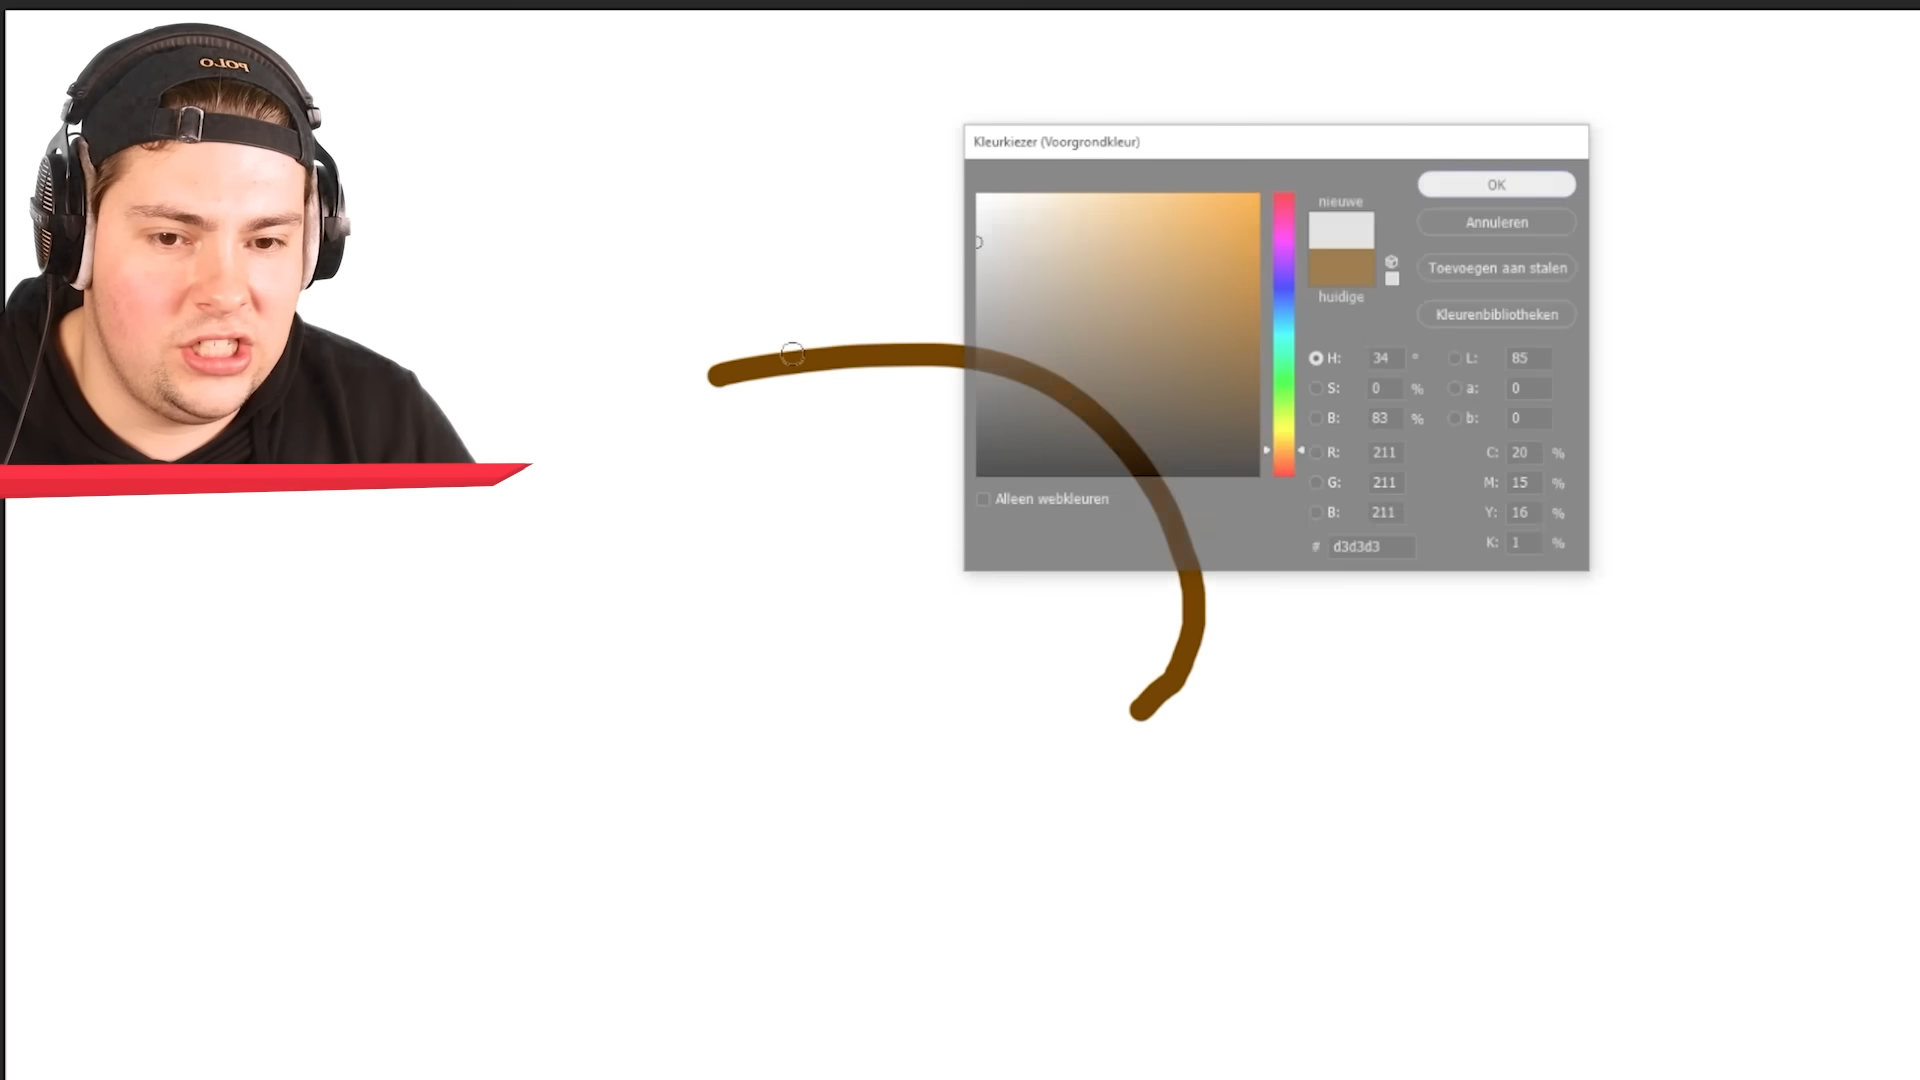 POLO
Kleurkiezer (Voorgrondkleur)
OK
nieuwe
Annuleren
Toevoegen aan stalen
huidige
Kleurenbibliotheken
H: 34 ° L: 85
S: 0 % a: 0
B: 83 % b: 0
R: 211 C: 20 %
G: 211 M: 15 %
Alleen webkleuren
B: 211 Y: 16 %
# d3d3d3 K: 1 %